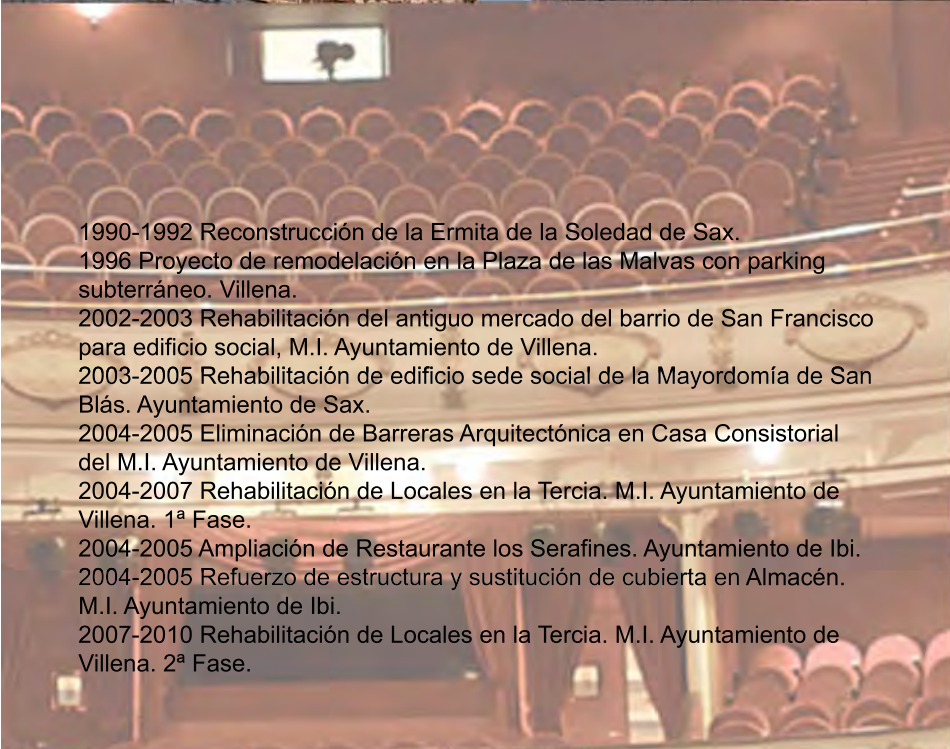 1990-1992 Reconstrucción de la Ermita de la Soledad de Sax.
1996 Proyecto de remodelación en la Plaza de las Malvas con parking
subterráneo. Villena.
2002-2003 Rehabilitación del antiguo mercado del barrio de San Francisco
para edificio social, M.I. Ayuntamiento de Villena.
2003-2005 Rehabilitación de edificio sede social de la Mayordomía de San
Blás. Ayuntamiento de Sax.
2004-2005 Eliminación de Barreras Arquitectónica en Casa Consistorial
del M.I. Ayuntamiento de Villena.
2004-2007 Rehabilitación de Locales en la Tercia. M.I. Ayuntamiento de
Villena. 1ª Fase.
2004-2005 Ampliación de Restaurante los Serafines. Ayuntamiento de Ibi.
2004-2005 Refuerzo de estructura y sustitución de cubierta en Almacén.
M.I. Ayuntamiento de Ibi.
2007-2010 Rehabilitación de Locales en la Tercia. M.I. Ayuntamiento de
Villena. 2ª Fase.